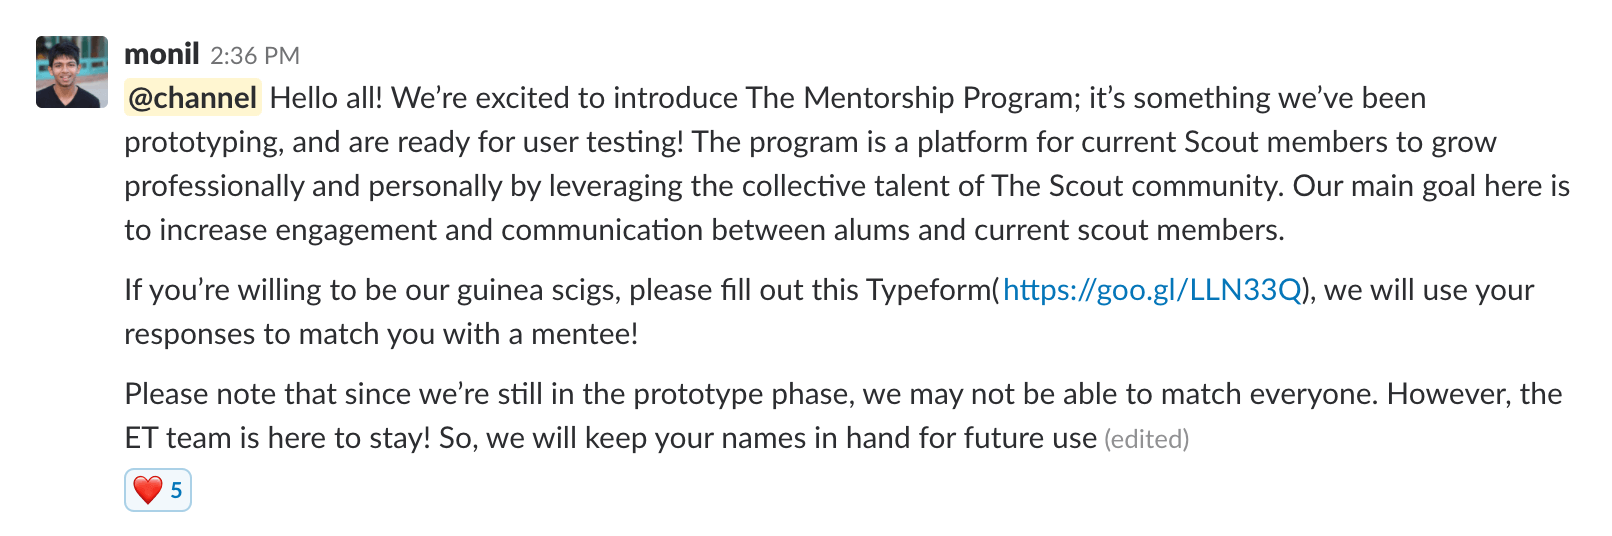 monil 2:36 PM
@channel Hello all! We’re excited to introduce The Mentorship Program; it’s something we’ve been
prototyping, and are ready for user testing! The program is a platform for current Scout members to grow
professionally and personally by leveraging the collective talent of The Scout community. Our main goal here is
to increase engagement and communication between alums and current scout members.
If you’re willing to be our guinea scigs, please fill out this Typeform(https://goo.gl/LLN33Q), we will use your
responses to match you with a mentee!
Please note that since we’re still in the prototype phase, we may not be able to match everyone. However, the
ET team is here to stay! So, we will keep your names in hand for future use (edited)
5